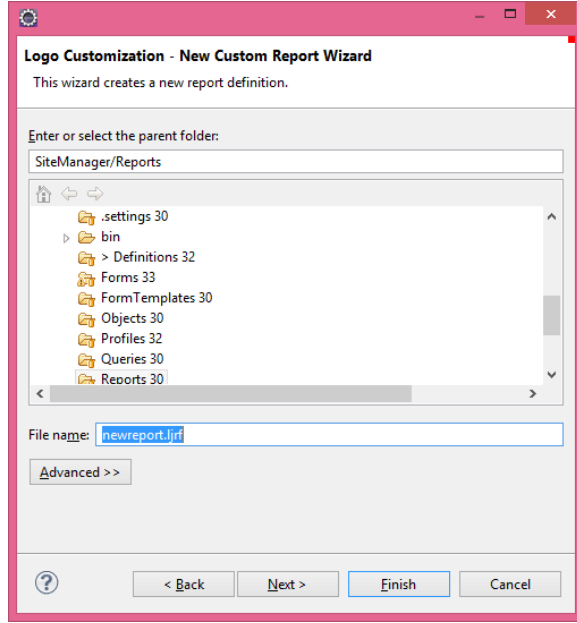 Logo Customization - New Custom Report Wizard
This wizard creates a new report definition.
Enter or select the parent folder:
SiteManager/Reports
.settings 30
bin
> Definitions 32
Forms 33
FormTemplates 30
Objects 30
Profiles 32
Queries 30
Reports 30
File name: newreport.ljrf
Advanced >>
< Back Next > Finish Cancel